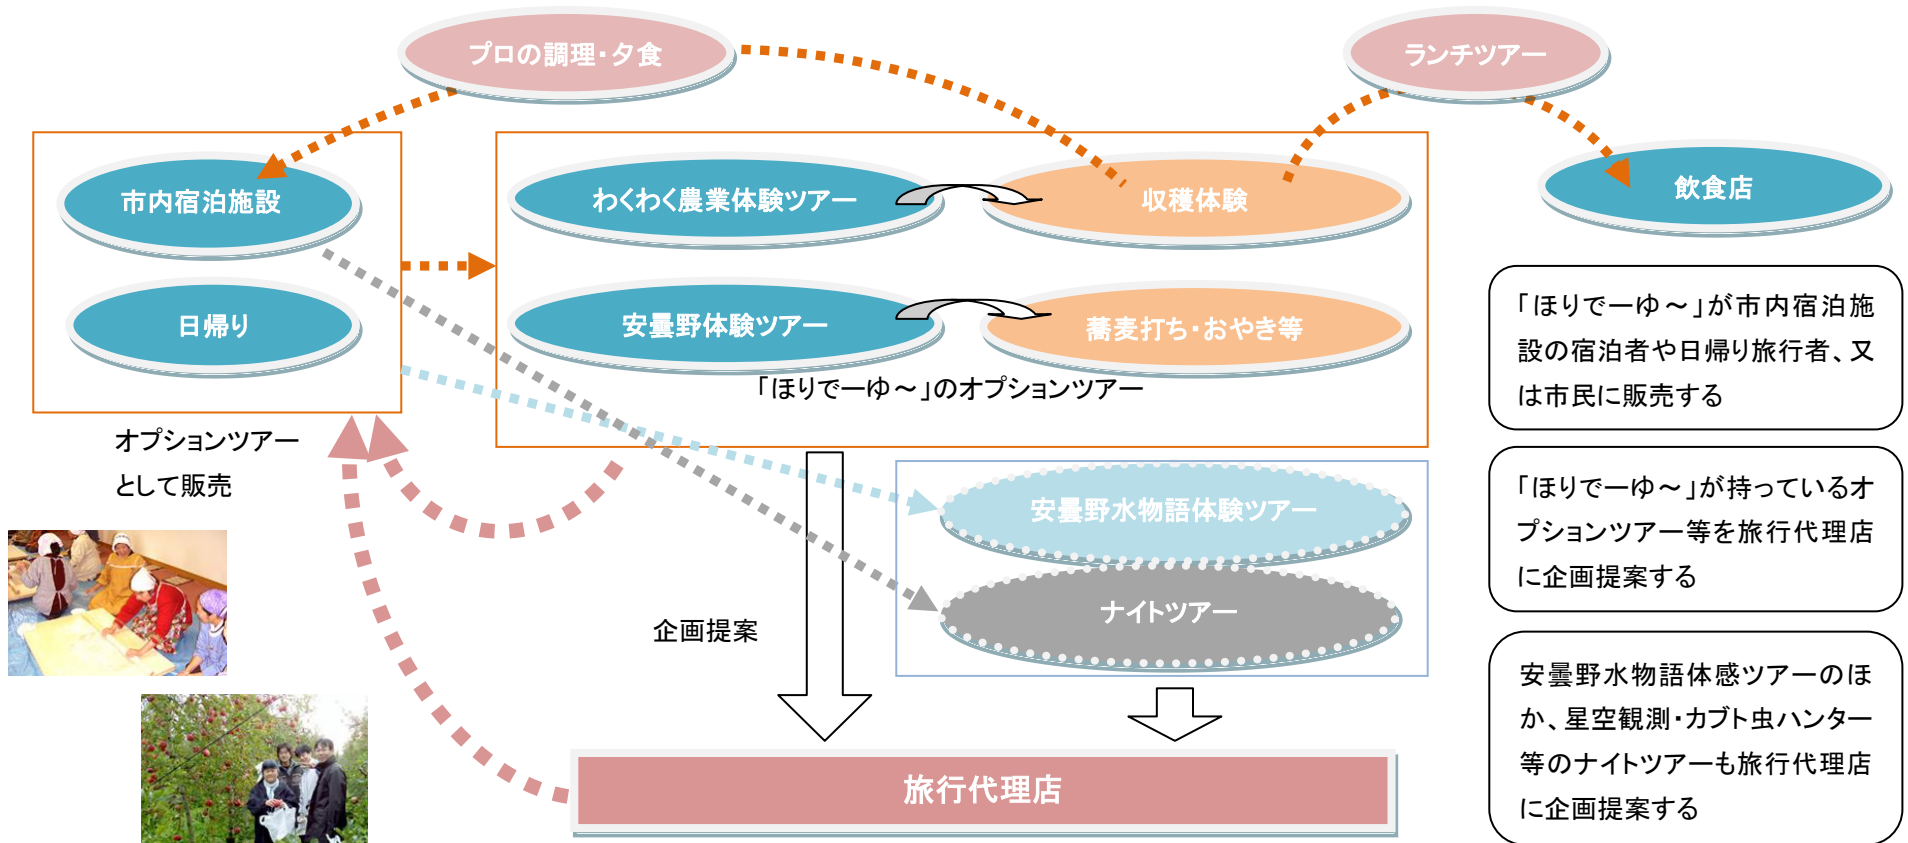 プロの調理・夕食
ランチツアー
市内宿泊施設
わくわく農業体験ツアー
収穫体験
飲食店
日帰り
安曇野体験ツアー
蕎麦打ち・おやき等
「ほりでーゆ～」のオプションツアー
オプションツアー
として販売
安曇野水物語体験ツアー
ナイトツアー
企画提案
旅行代理店
「ほりでーゆ～」が市内宿泊施
設の宿泊者や日帰り旅行者、又
は市民に販売する
「ほりでーゆ～」が持っているオ
プションツアー等を旅行代理店
に企画提案する
安曇野水物語体感ツアーのほ
か、星空観測・カブト虫ハンター
等のナイトツアーも旅行代理店
に企画提案する